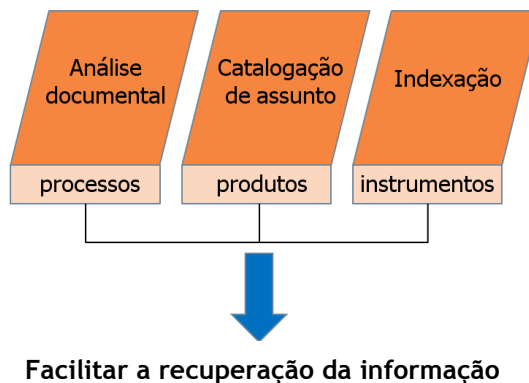 Análise
documental
Catalogação
de assunto
Indexação
processos
produtos
instrumentos
Facilitar a recuperação da informação